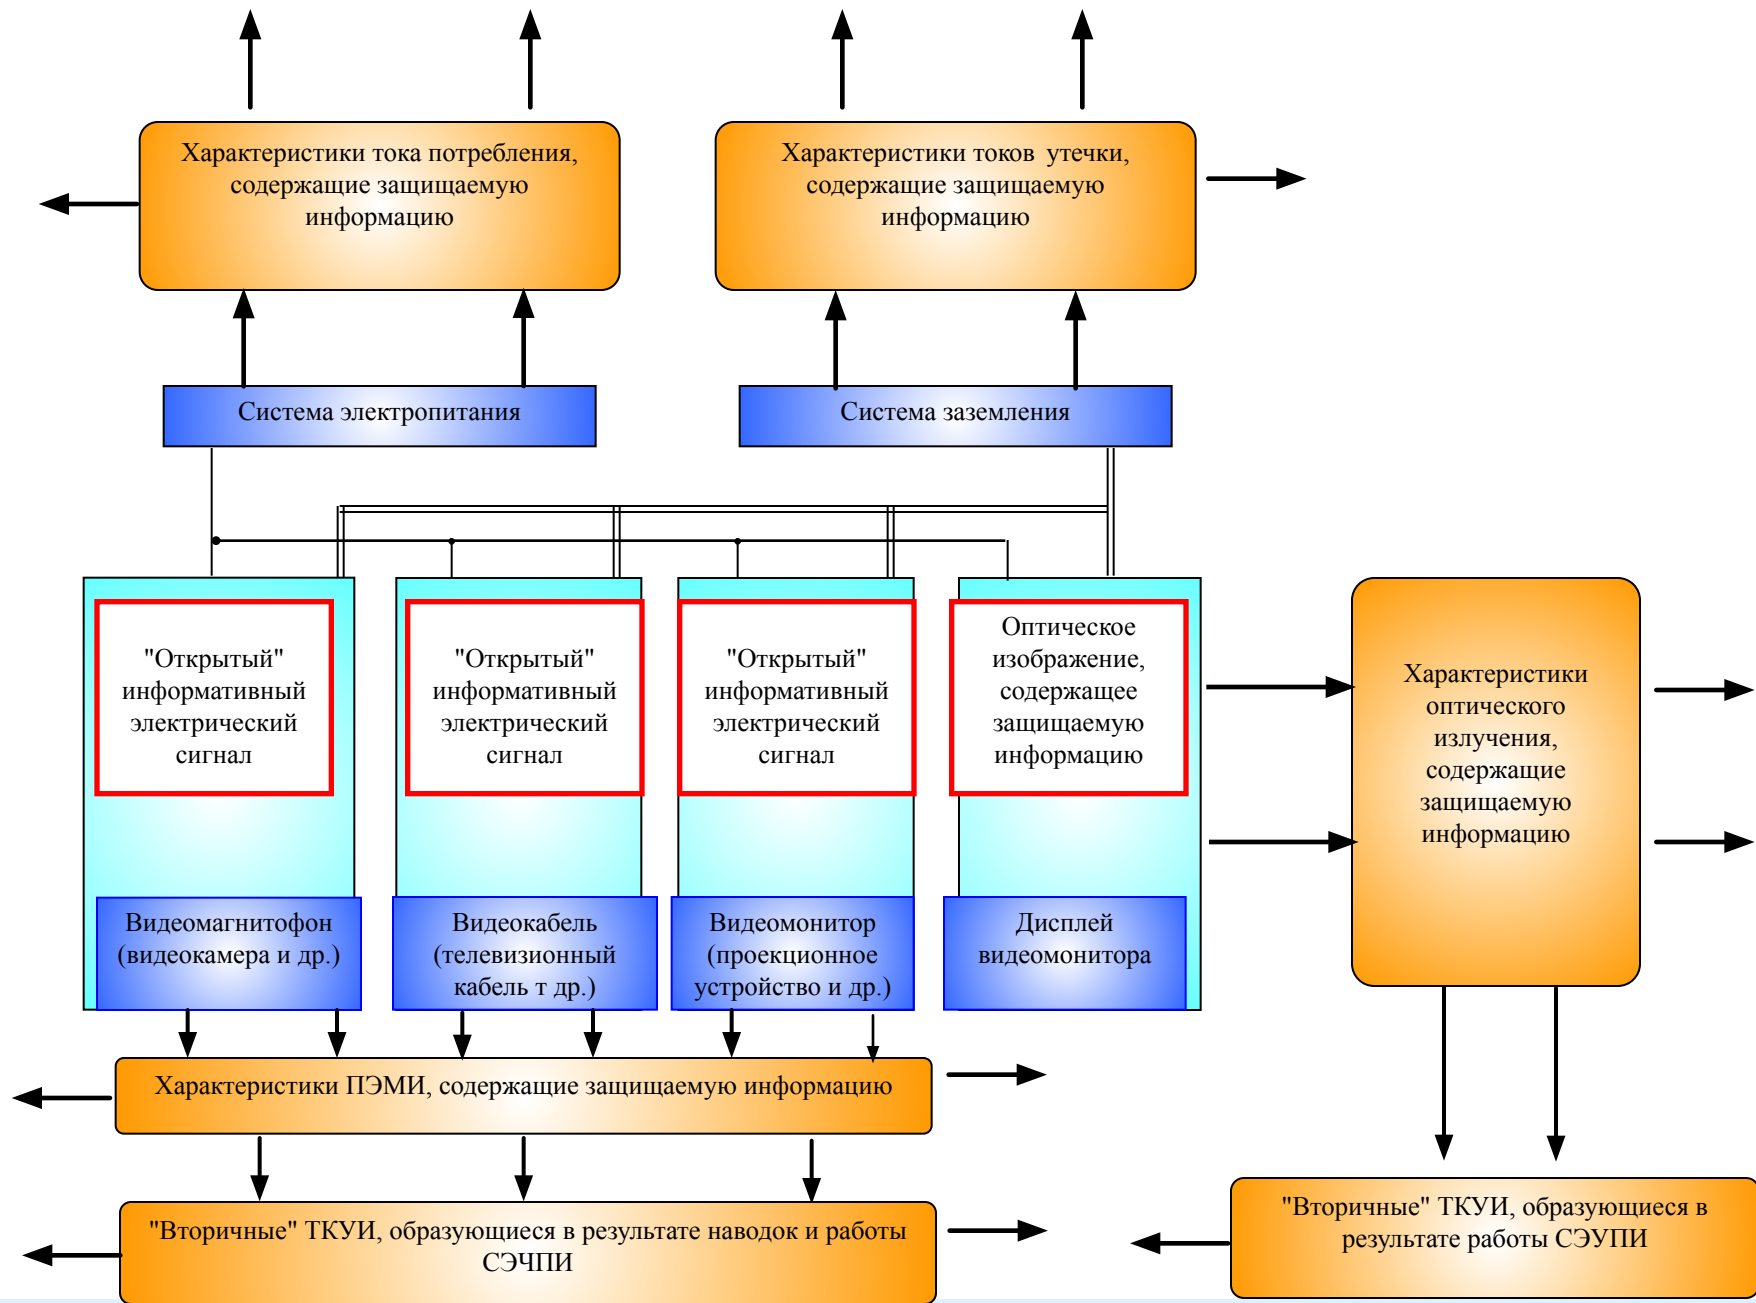 Характеристики тока потребления,
содержащие защищаемую
информацию
Характеристики токов утечки,
содержащие защищаемую
информацию
Система электропитания
Система заземления
"Открытый"
информативный
электрический
сигнал
"Открытый"
информативный
электрический
сигнал
"Открытый"
информативный
электрический
сигнал
Оптическое
изображение,
содержащее
защищаемую
информацию
Характеристики
оптического
излучения,
содержащие
защищаемую
информацию
Видеомагнитофон
(видеокамера и др.)
Видеокабель
(телевизионный
кабель т др.)
Видеомонитор
(проекционное
устройство и др.)
Дисплей
видеомонитора
Характеристики ПЭМИ, содержащие защищаемую информацию
"Вторичные" ТКУИ, образующиеся в результате наводок и работы
СЭЧПИ
"Вторичные" ТКУИ, образующиеся в
результате работы СЭУПИ